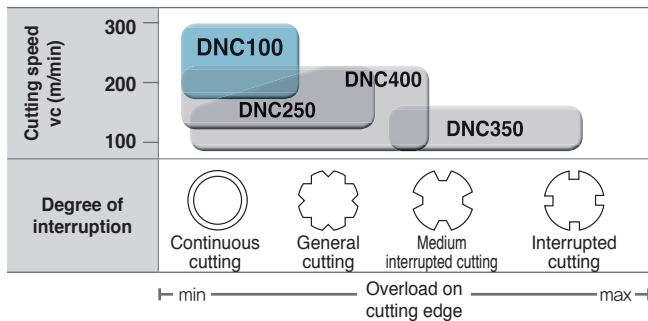 Cutting speed
vc (m/min)
300
200
100
DNC100
DNC400
DNC250
DNC350
Degree of
interruption
Continuous
cutting
General
cutting
Medium
interrupted cutting
Interrupted
cutting
min
Overload on
cutting edge
max